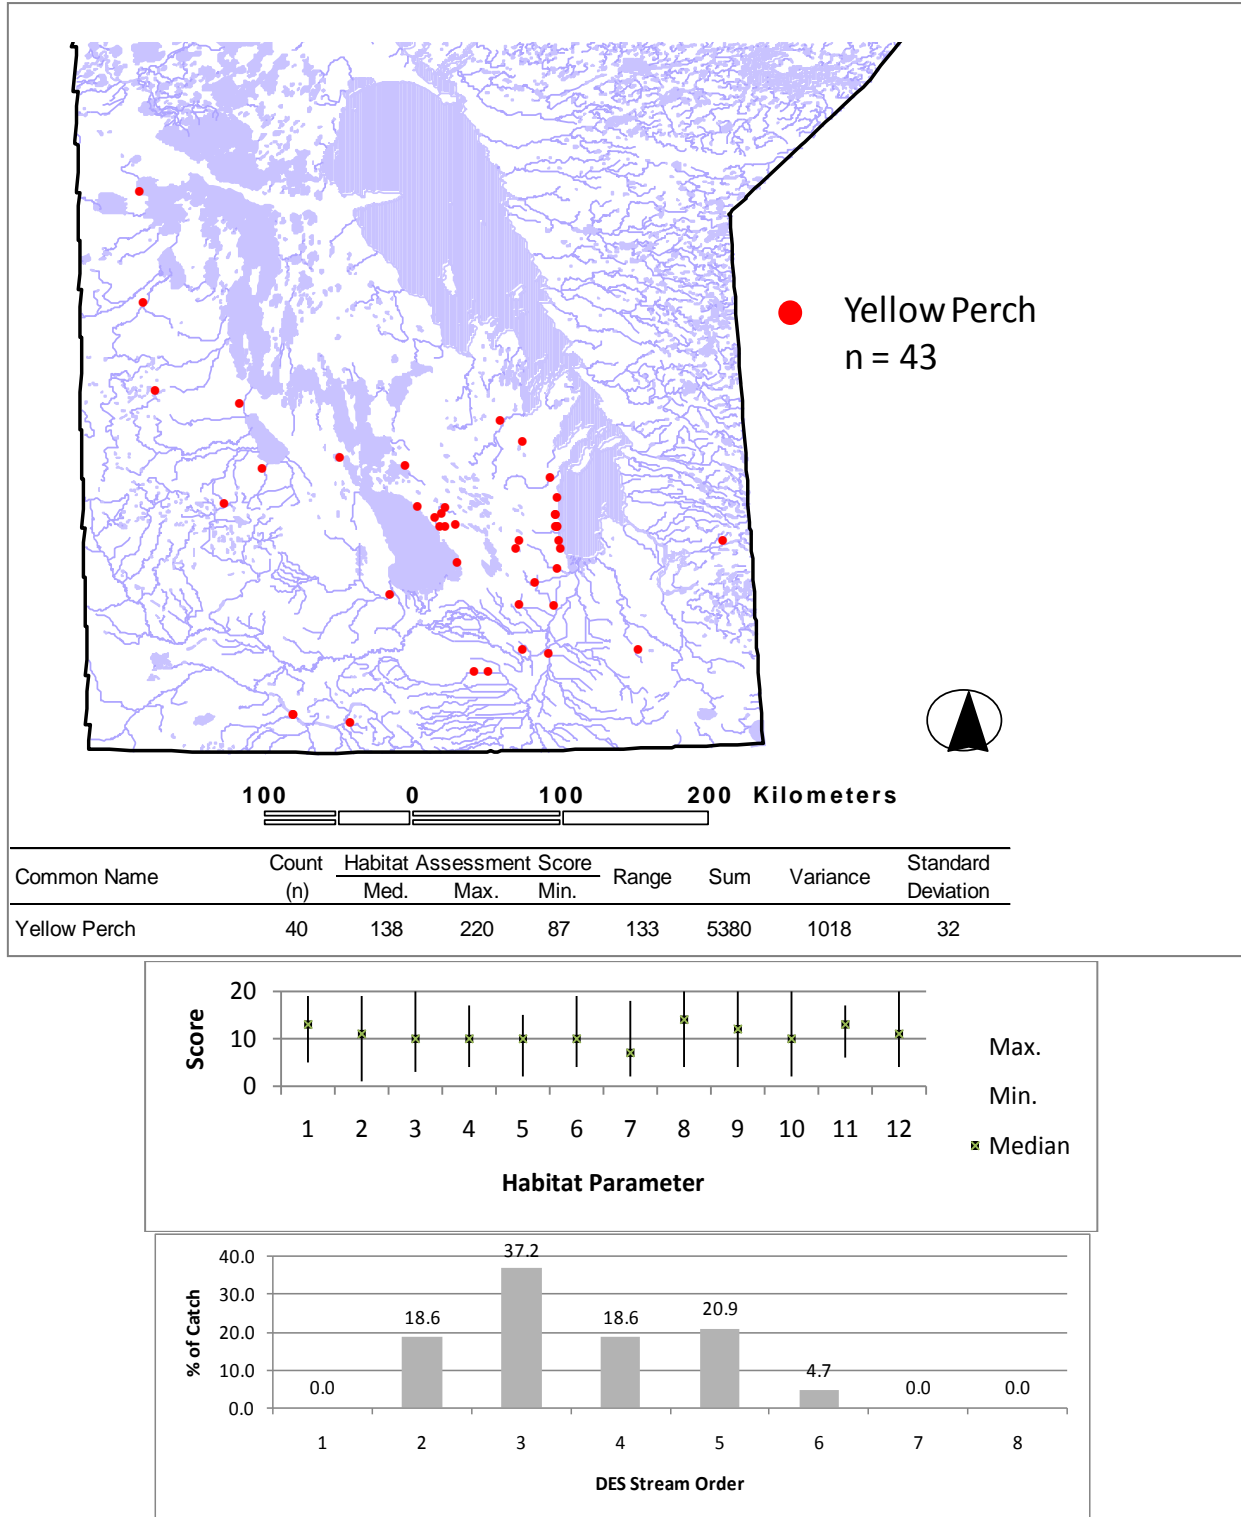 Yellow Perch
n = 43
100 0 100 200 Kilometers
Common Name Count (n) Habitat Assessment Score Med. Max. Min. Range Sum Variance Standard Deviation
Yellow Perch 40 138 220 87 133 5380 1018 32
20
10
0
Score
1 2 3 4 5 6 7 8 9 10 11 12
Habitat Parameter
Max.
Min.
Median
40.0
30.0
20.0
10.0
0.0
% of Catch
0.0 18.6 37.2 18.6 20.9 4.7 0.0 0.0
1 2 3 4 5 6 7 8
DES Stream Order